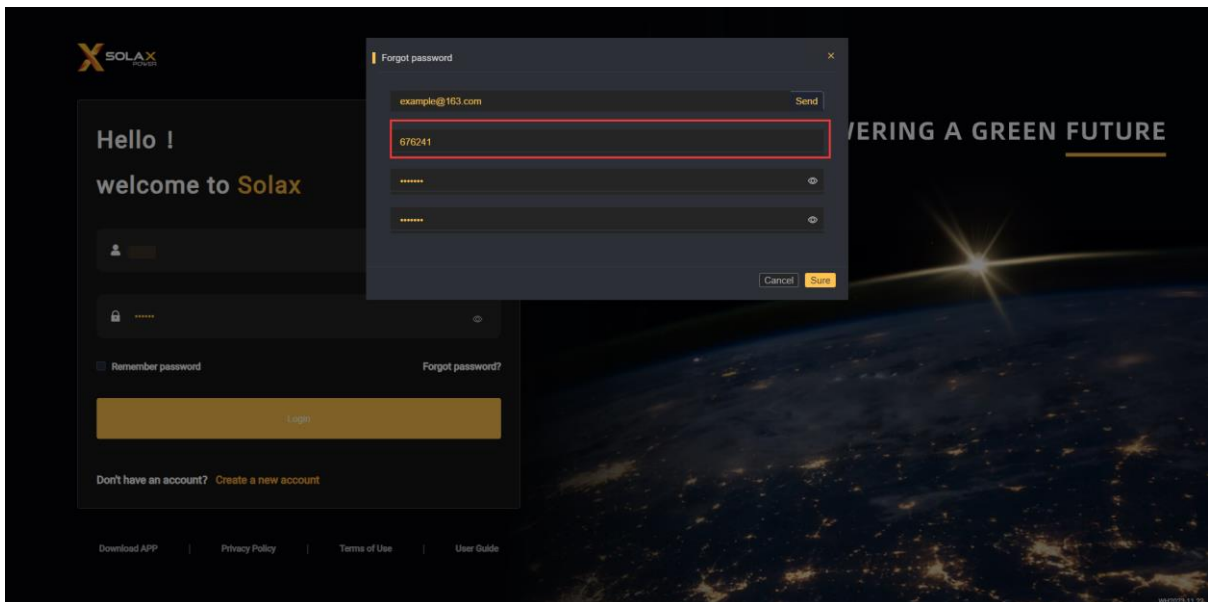 SOLAX
POWER
Forgot password
×
example@163.com
Send
676241
•••••••
•••••••
Cancel
Sure
Hello !
welcome to Solax
••••••
Remember password
Forgot password?
Login
Don't have an account? Create a new account
Download APP | Privacy Policy | Terms of Use | User Guide
ERING A GREEN FUTURE